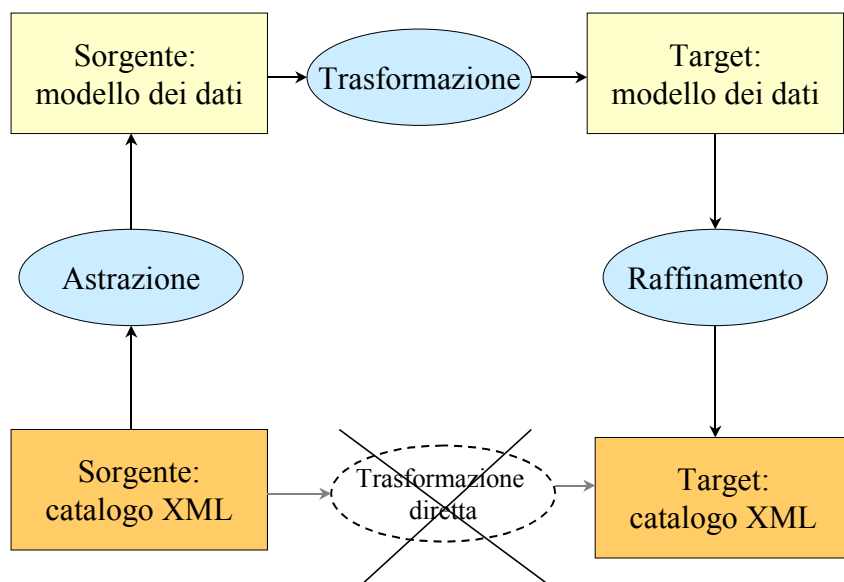 Sorgente:
modello dei dati
Trasformazione
Target:
modello dei dati
Astrazione
Raffinamento
Sorgente:
catalogo XML
Trasformazione
diretta
Target:
catalogo XML